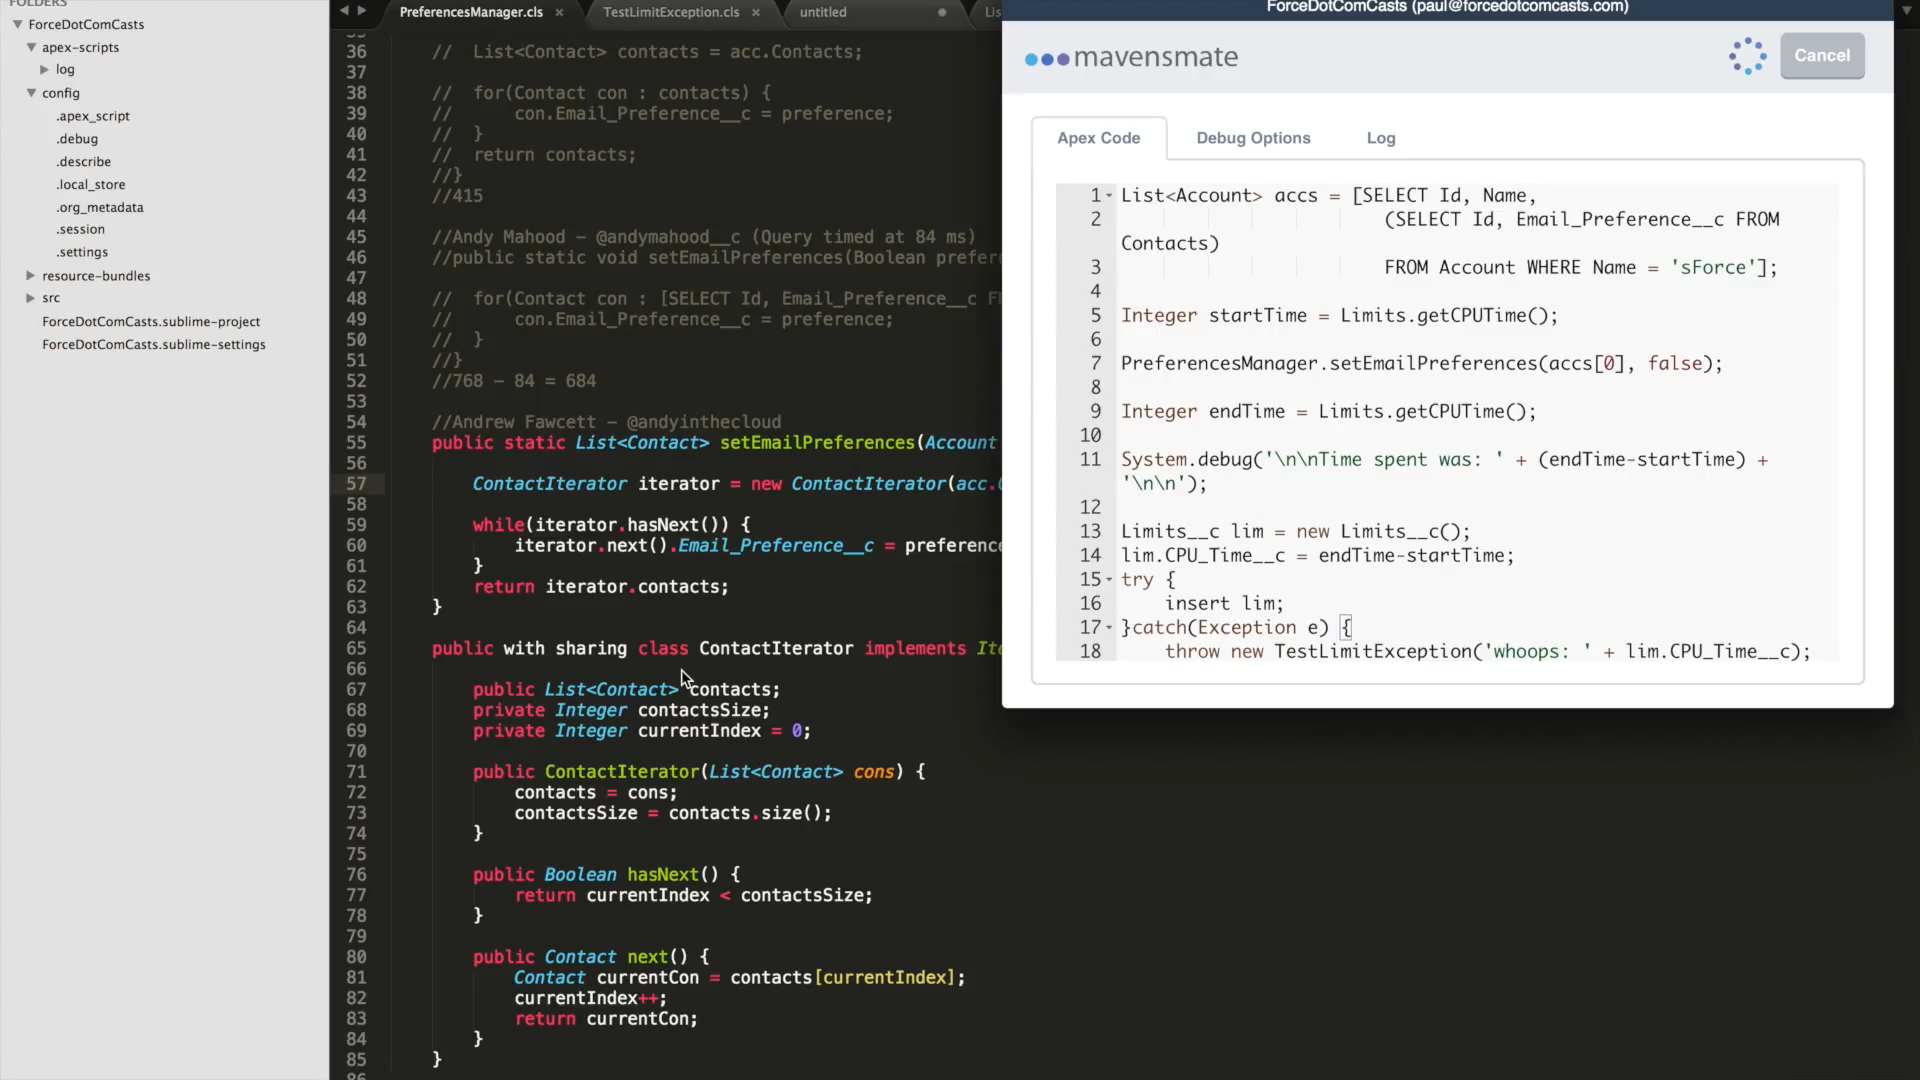 FOLDERS
ForceDotComCasts
apex-scripts
log
config
.apex_script
.debug
.describe
.local_store
.org_metadata
.session
.settings
resource-bundles
src
ForceDotComCasts.sublime-project
ForceDotComCasts.sublime-settings
PreferencesManager.cls ×
TestLimitException.cls ×
untitled
36 //  List<Contact> contacts = acc.Contacts;
37
38 //  for(Contact con : contacts) {
39 //      con.Email_Preference__c = preference;
40 //  }
41 //  return contacts;
42 //}
43 //415
44
45 //Andy Mahood - @andymahood__c (Query timed at 84 ms)
46 //public static void setEmailPreferences(Boolean prefere
47
48 //  for(Contact con : [SELECT Id, Email_Preference__c F
49 //      con.Email_Preference__c = preference;
50 //  }
51 //}
52 //768 - 84 = 684
53
54 //Andrew Fawcett - @andyinthecloud
55 public static List<Contact> setEmailPreferences(Account
56
57     ContactIterator iterator = new ContactIterator(acc.
58
59     while(iterator.hasNext()) {
60         iterator.next().Email_Preference__c = preference
61     }
62     return iterator.contacts;
63 }
64
65 public with sharing class ContactIterator implements Ite
66
67     public List<Contact> contacts;
68     private Integer contactsSize;
69     private Integer currentIndex = 0;
70
71     public ContactIterator(List<Contact> cons) {
72         contacts = cons;
73         contactsSize = contacts.size();
74     }
75
76     public Boolean hasNext() {
77         return currentIndex < contactsSize;
78     }
79
80     public Contact next() {
81         Contact currentCon = contacts[currentIndex];
82         currentIndex++;
83         return currentCon;
84     }
85 }
ForceDotComCasts (paul@forcedotcomcasts.com)
mavensmate
Cancel
Apex Code
Debug Options
Log
1 List<Account> accs = [SELECT Id, Name,
2 (SELECT Id, Email_Preference__c FROM
Contacts)
3 FROM Account WHERE Name = 'sForce'];
4
5 Integer startTime = Limits.getCPUTime();
6
7 PreferencesManager.setEmailPreferences(accs[0], false);
8
9 Integer endTime = Limits.getCPUTime();
10
11 System.debug('\n\nTime spent was: ' + (endTime-startTime) +
'\n\n');
12
13 Limits__c lim = new Limits__c();
14 lim.CPU_Time__c = endTime-startTime;
15 try {
16     insert lim;
17 }catch(Exception e) {
18     throw new TestLimitException('whoops: ' + lim.CPU_Time__c);